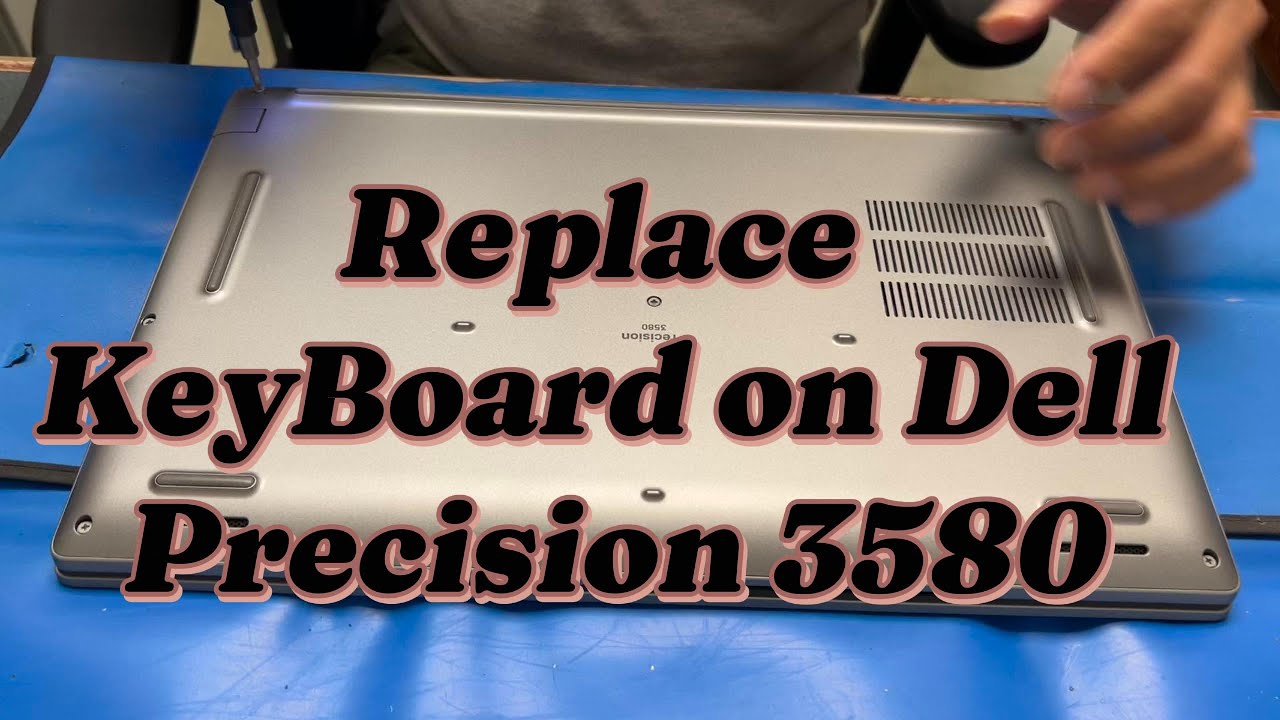 Replace
KeyBoard on Dell
Precision 3580
Precision
3580